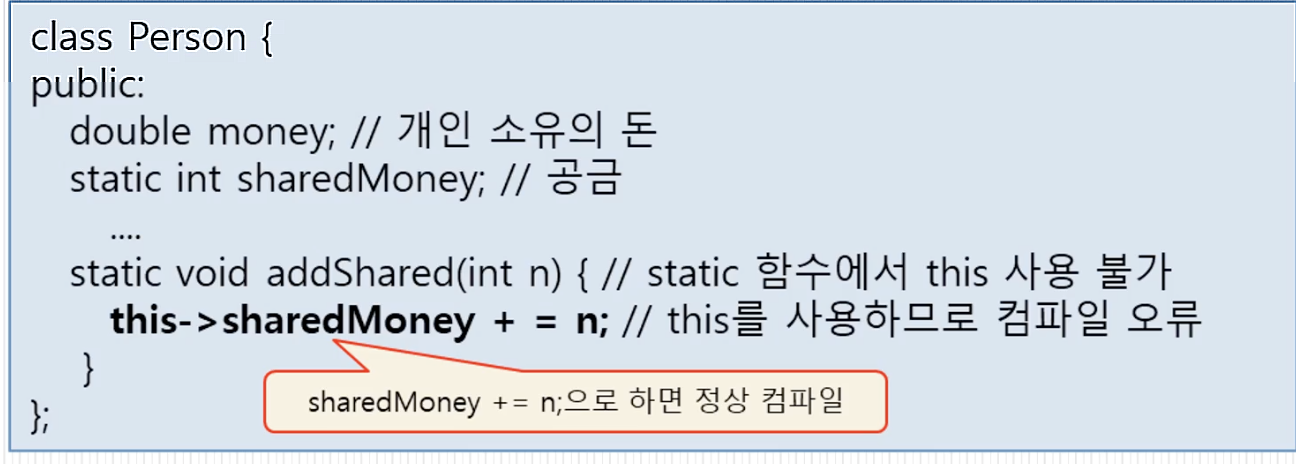 class Person {
public:
double money; // 개인 소유의 돈
static int sharedMoney; // 공금
....
static void addShared(int n) { // static 함수에서 this 사용 불가
this->sharedMoney + = n; // this를 사용하므로 컴파일 오류
}
sharedMoney += n;으로 하면 정상 컴파일
};